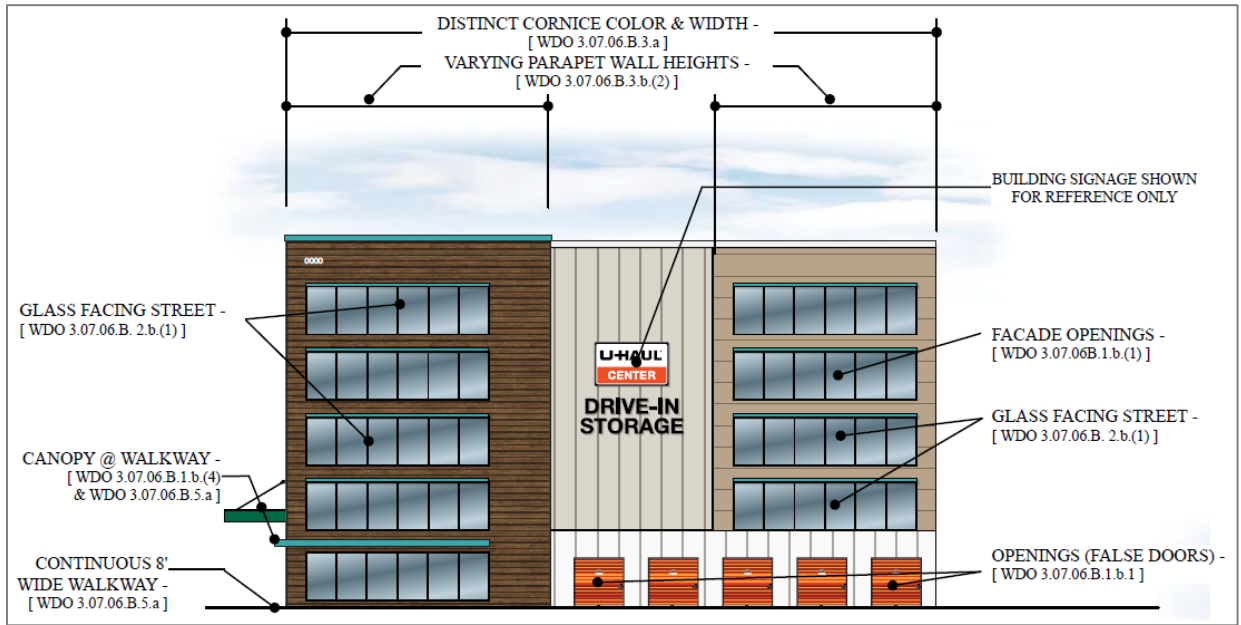 DISTINCT CORNICE COLOR & WIDTH -
[ WDO 3.07.06.B.3.a ]
VARYING PARAPET WALL HEIGHTS -
[ WDO 3.07.06.B.3.b.(2) ]
BUILDING SIGNAGE SHOWN
FOR REFERENCE ONLY
0000
GLASS FACING STREET -
[ WDO 3.07.06.B. 2.b.(1) ]
U-HAUL
CENTER
DRIVE-IN
STORAGE
FACADE OPENINGS -
[ WDO 3.07.06B.1.b.(1) ]
GLASS FACING STREET -
[ WDO 3.07.06.B. 2.b.(1) ]
CANOPY @ WALKWAY -
[ WDO 3.07.06.B.1.b.(4)
& WDO 3.07.06.B.5.a ]
CONTINUOUS 8'
WIDE WALKWAY -
[ WDO 3.07.06.B.5.a ]
OPENINGS (FALSE DOORS) -
[ WDO 3.07.06.B.1.b.1 ]